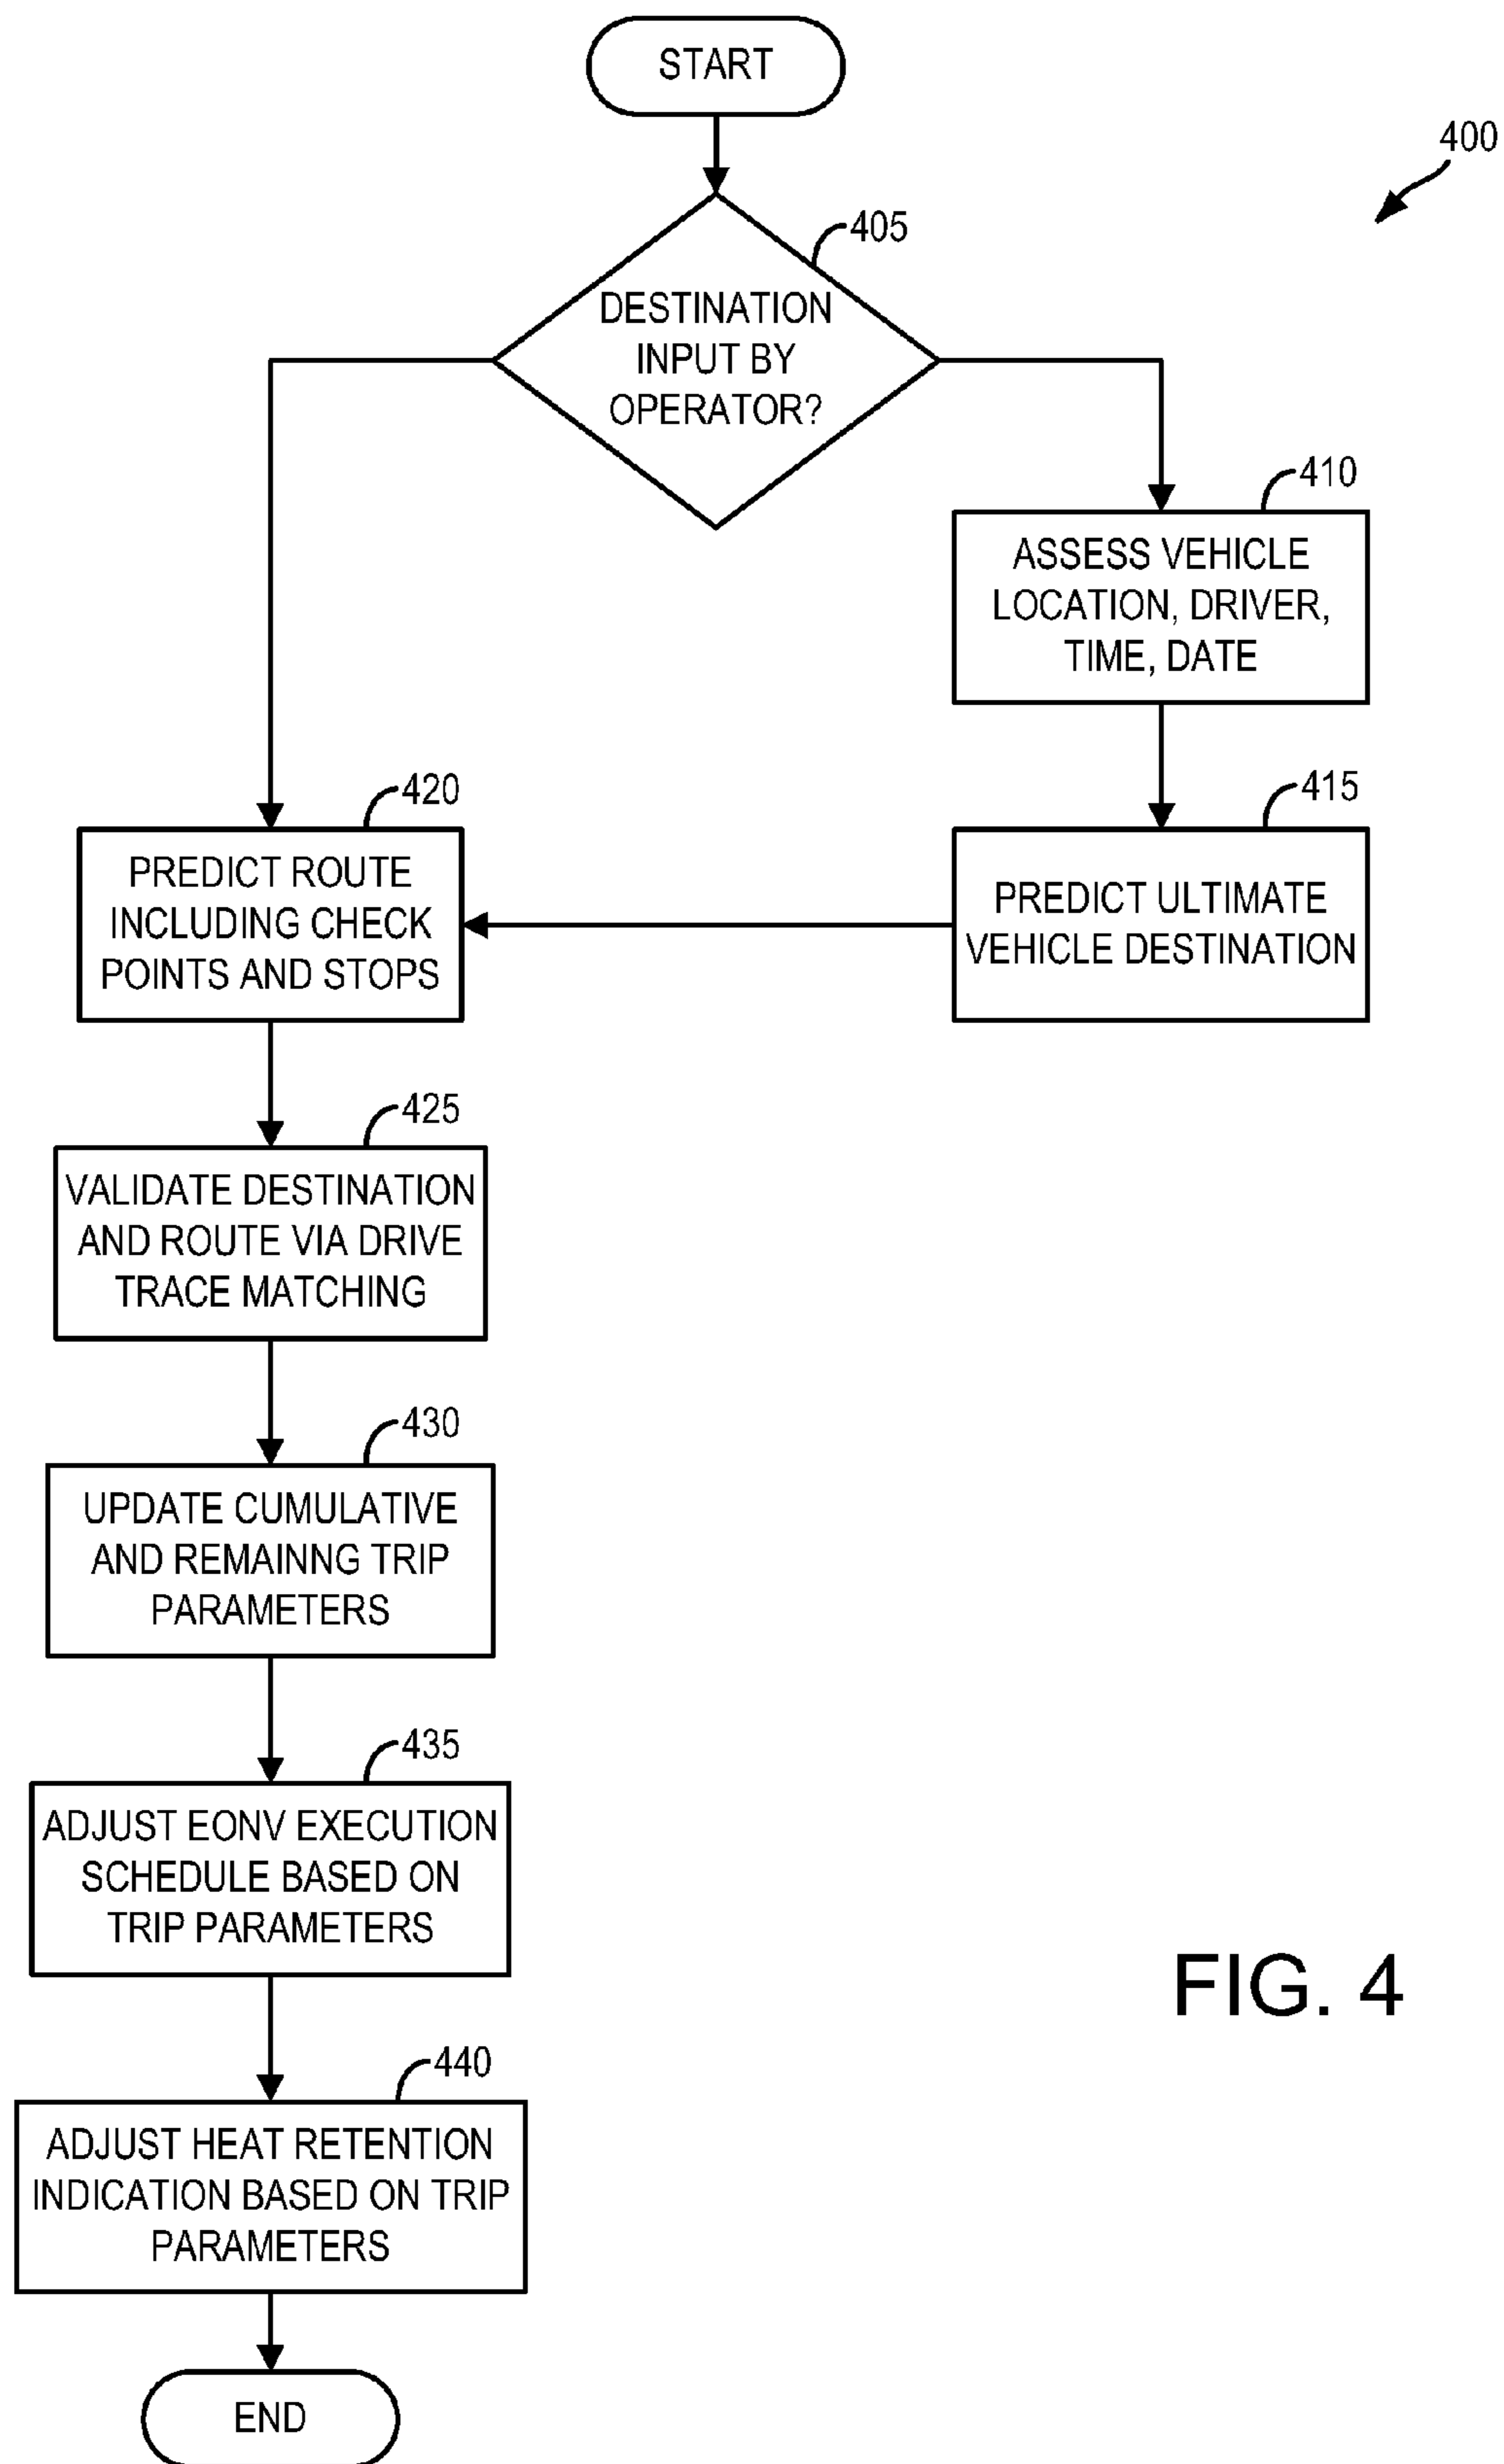 START
400
405
DESTINATION
INPUT BY
OPERATOR?
410
ASSESS VEHICLE
LOCATION, DRIVER,
TIME, DATE
420
PREDICT ROUTE
INCLUDING CHECK
POINTS AND STOPS
415
PREDICT ULTIMATE
VEHICLE DESTINATION
425
VALIDATE DESTINATION
AND ROUTE VIA DRIVE
TRACE MATCHING
430
UPDATE CUMULATIVE
AND REMAINNG TRIP
PARAMETERS
435
ADJUST EONV EXECUTION
SCHEDULE BASED ON
TRIP PARAMETERS
FIG. 4
440
ADJUST HEAT RETENTION
INDICATION BASED ON TRIP
PARAMETERS
END